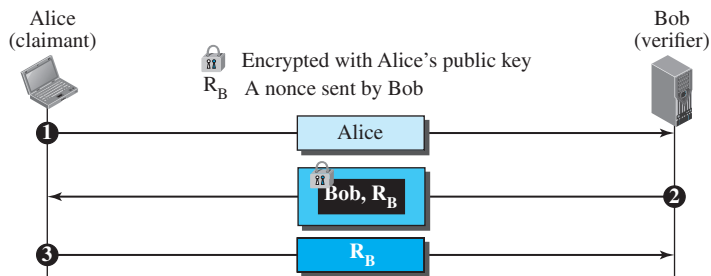 Alice
(claimant)
Bob
(verifier)
Encrypted with Alice's public key
R_B A nonce sent by Bob
1 Alice
Bob, R_B 2
3 R_B